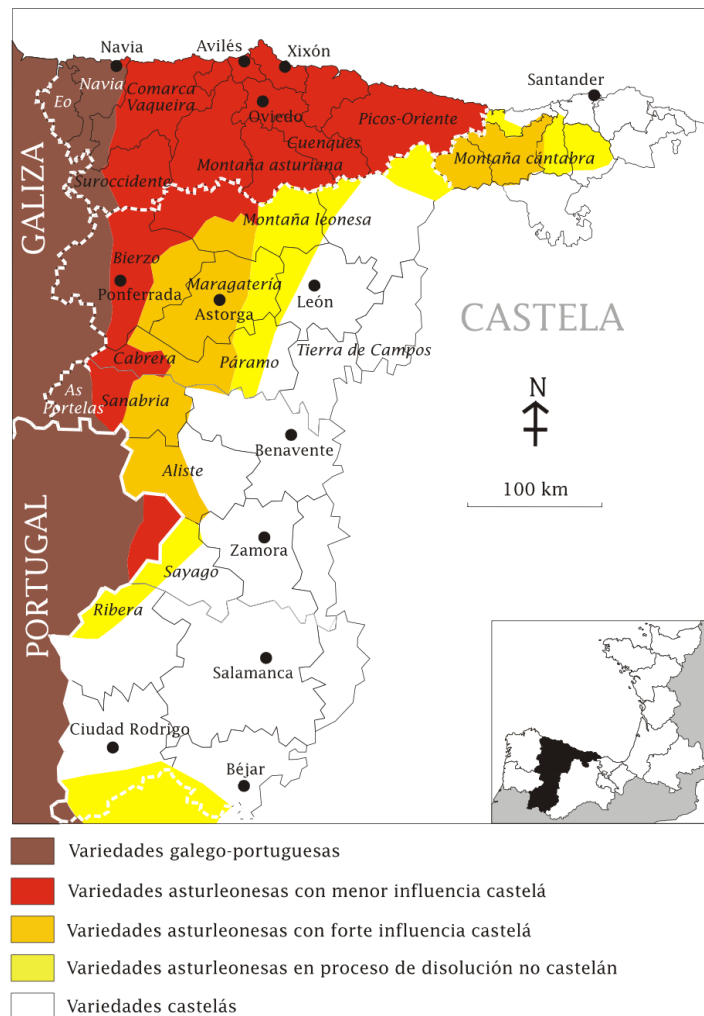 Navia
Avilés
Xixón
Santander
Eo
Navia
Comarca
Vaqueira
Oviedo
Picos-Oriente
Cuenques
Montaña asturiana
Montaña cántabra
Suroccidente
GALIZA
Montaña leonesa
Bierzo
Ponferrada
Maragatería
Astorga
León
CASTELA
Cabrera
Páramo
Tierra de Campos
As
Portelas
Sanabria
N
Benavente
Aliste
100 km
Zamora
Sayago
PORTUGAL
Ribera
Salamanca
Ciudad Rodrigo
Béjar
Variedades galego-portuguesas
Variedades asturleonesas con menor influencia castelá
Variedades asturleonesas con forte influencia castelá
Variedades asturleonesas en proceso de disolución no castelán
Variedades castelás